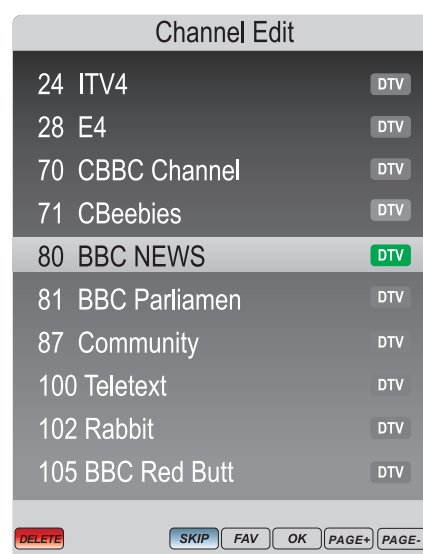 Channel Edit
24 ITV4 DTV
28 E4 DTV
70 CBBC Channel DTV
71 CBeebies DTV
80 BBC NEWS DTV
81 BBC Parliamen DTV
87 Community DTV
100 Teletext DTV
102 Rabbit DTV
105 BBC Red Butt DTV
DELETE SKIP FAV OK PAGE+ PAGE-